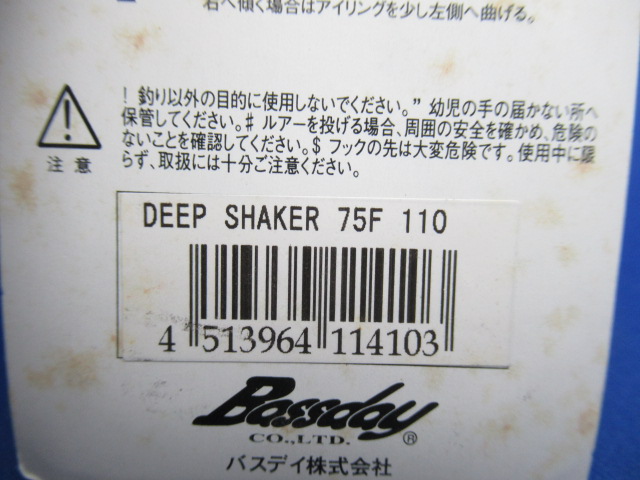 右へ傾く場合はアイリングを少し左側へ曲げる。
! 釣り以外の目的に使用しないでください。” 幼児の手の届かない所へ
保管してください。# ルアーを投げる場合、周囲の安全を確かめ、危険の
ないことを確認してください。$ フックの先は大変危険です。使用中に限
らず、取扱には十分ご注意ください。
注意
DEEP SHAKER 75F 110
4 513964 114103
Bassday
CO.,LTD. ®
バスデイ株式会社